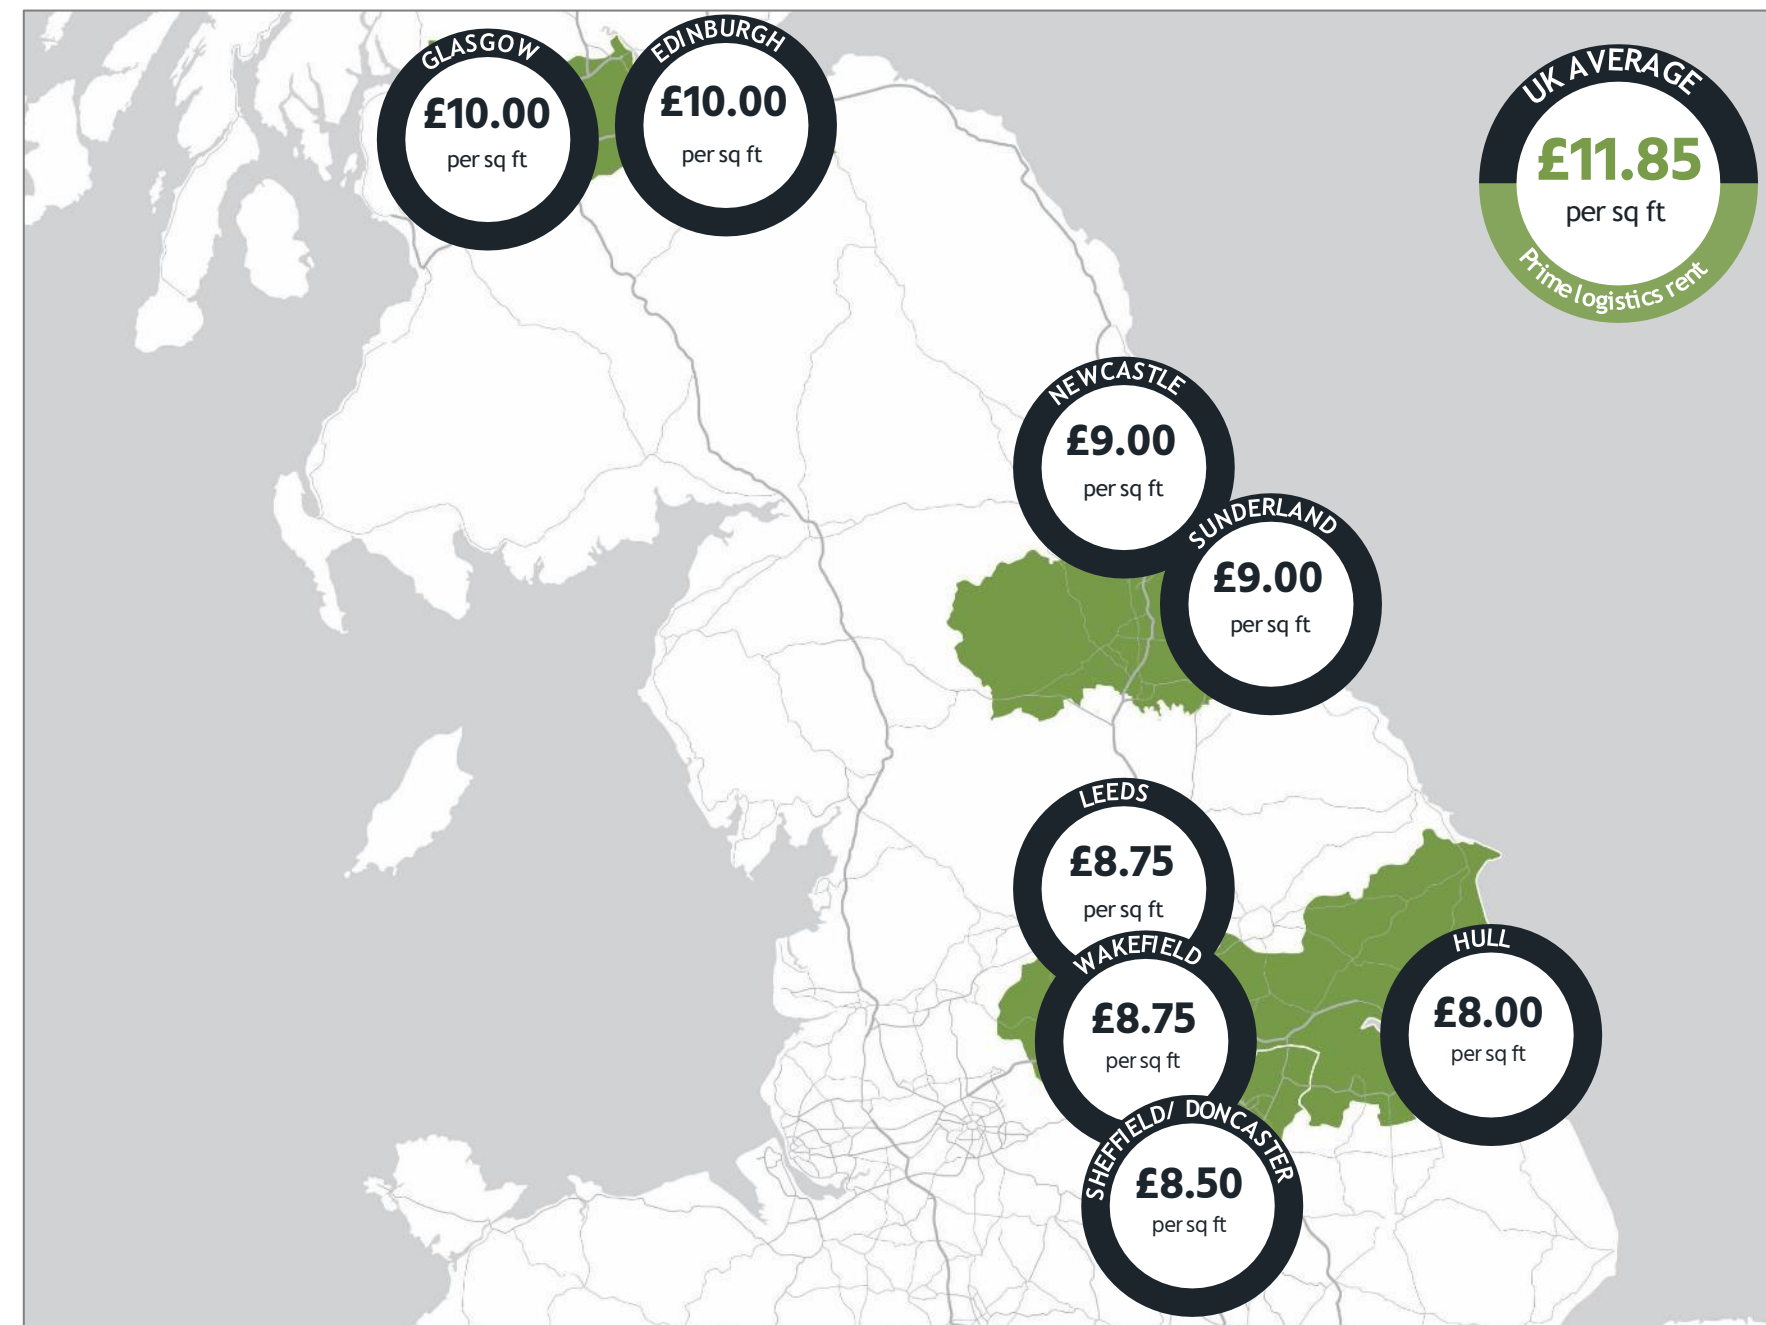 GLASGOW
£10.00
per sq ft
EDINBURGH
£10.00
per sq ft
UK AVERAGE
£11.85
per sq ft
Prime logistics rent
NEWCASTLE
£9.00
per sq ft
SUNDERLAND
£9.00
per sq ft
LEEDS
£8.75
per sq ft
WAKEFIELD
£8.75
per sq ft
HULL
£8.00
per sq ft
SHEFFIELD/ DONCASTER
£8.50
per sq ft